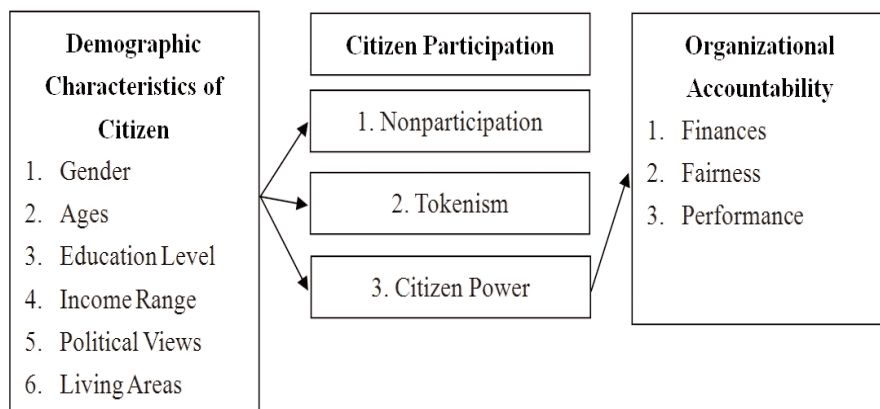 Demographic
Characteristics of
Citizen
1. Gender
2. Ages
3. Education Level
4. Income Range
5. Political Views
6. Living Areas
Citizen Participation
1. Nonparticipation
2. Tokenism
3. Citizen Power
Organizational
Accountability
1. Finances
2. Fairness
3. Performance